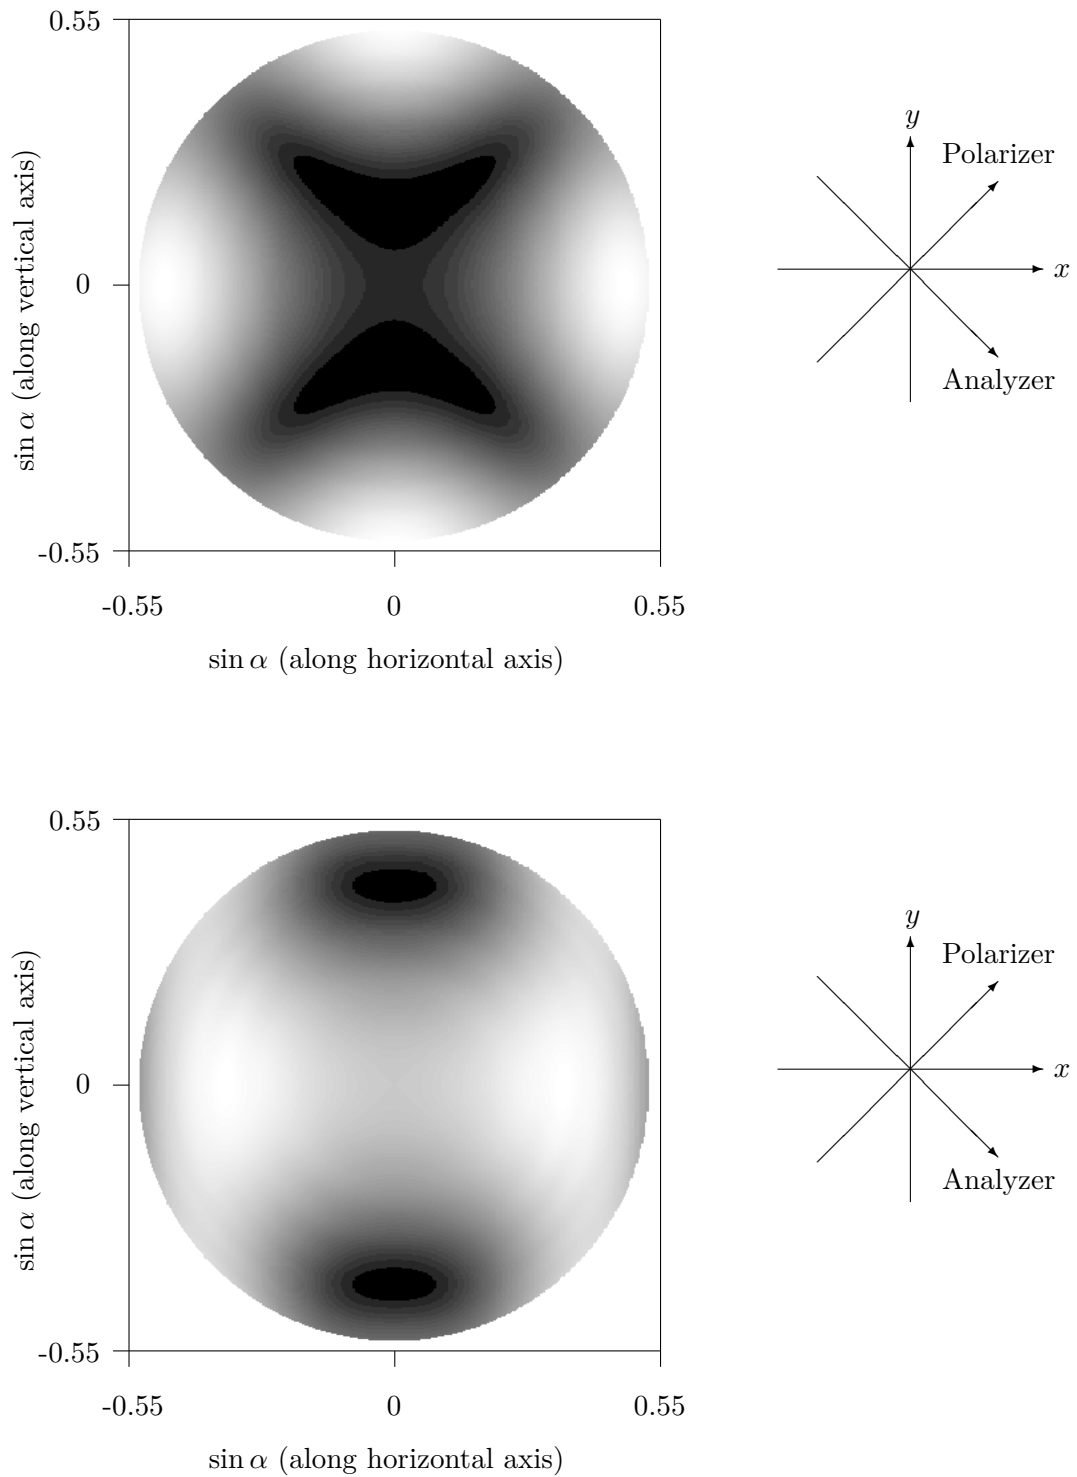 0.55
0
-0.55
sin α (along vertical axis)
-0.55 0 0.55
sin α (along horizontal axis)
y
Polarizer
x
Analyzer
0.55
0
-0.55
sin α (along vertical axis)
-0.55 0 0.55
sin α (along horizontal axis)
y
Polarizer
x
Analyzer